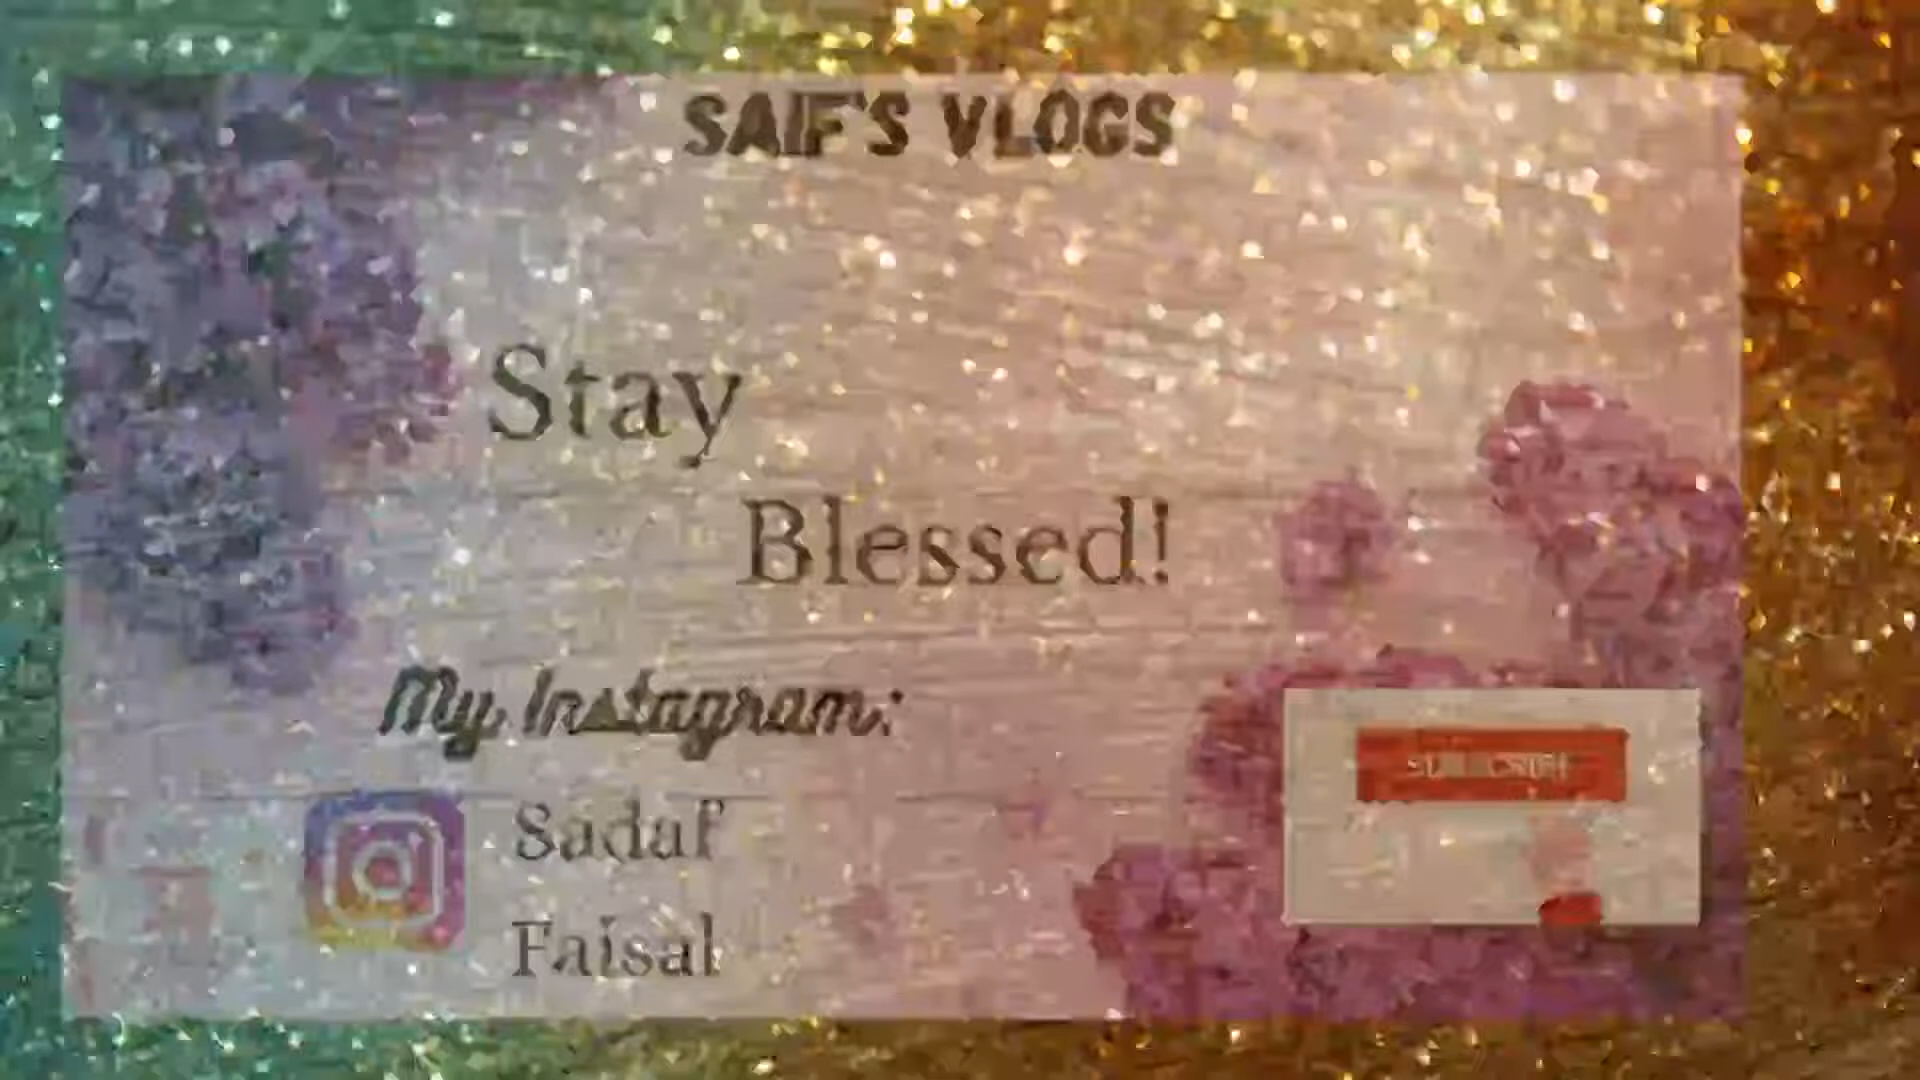 SAIF'S VLOGS
Stay
Blessed!
My Instagram:
Sadaf
Faisal